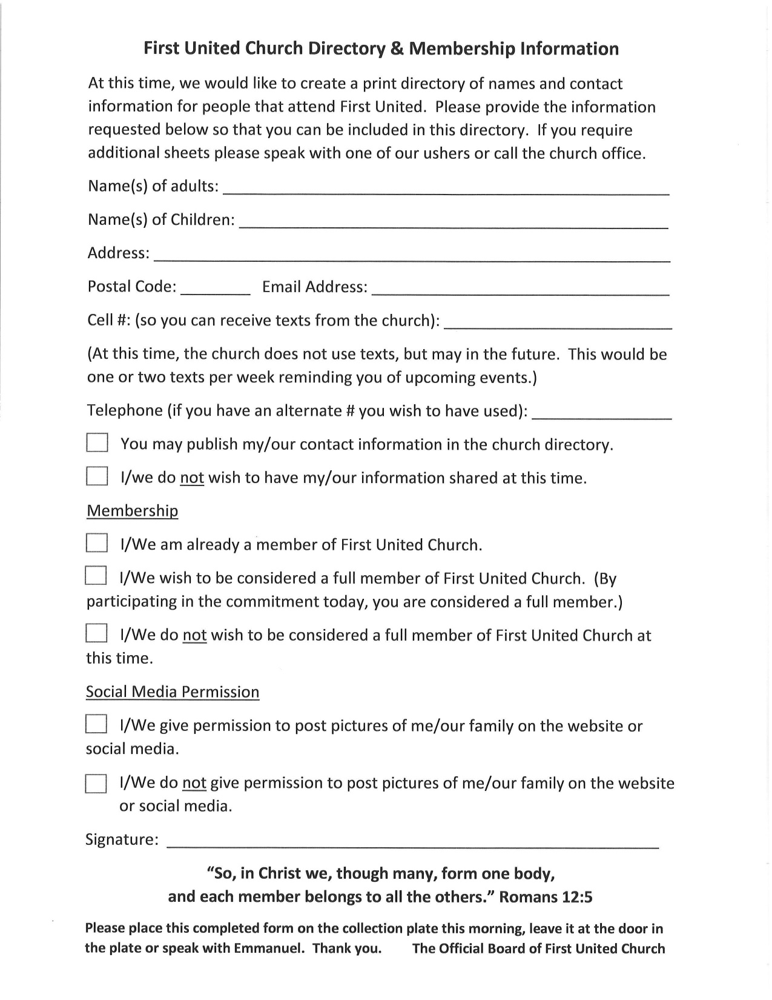 First United Church Directory & Membership Information
At this time, we would like to create a print directory of names and contact
information for people that attend First United.  Please provide the information
requested below so that you can be included in this directory.  If you require
additional sheets please speak with one of our ushers or call the church office.
Name(s) of adults: ____________________
Name(s) of Children: ____________________
Address: ____________________
Postal Code: ________  Email Address: ____________________
Cell #: (so you can receive texts from the church): ____________________
(At this time, the church does not use texts, but may in the future.  This would be
one or two texts per week reminding you of upcoming events.)
Telephone (if you have an alternate # you wish to have used): ________________
☐ You may publish my/our contact information in the church directory.
☐ I/we do not wish to have my/our information shared at this time.
Membership
☐ I/We am already a member of First United Church.
☐ I/We wish to be considered a full member of First United Church.  (By
participating in the commitment today, you are considered a full member.)
☐ I/We do not wish to be considered a full member of First United Church at
this time.
Social Media Permission
☐ I/We give permission to post pictures of me/our family on the website or
social media.
☐ I/We do not give permission to post pictures of me/our family on the website
or social media.
Signature: ____________________
“So, in Christ we, though many, form one body,
and each member belongs to all the others.” Romans 12:5
Please place this completed form on the collection plate this morning, leave it at the door in
the plate or speak with Emmanuel.  Thank you.  The Official Board of First United Church